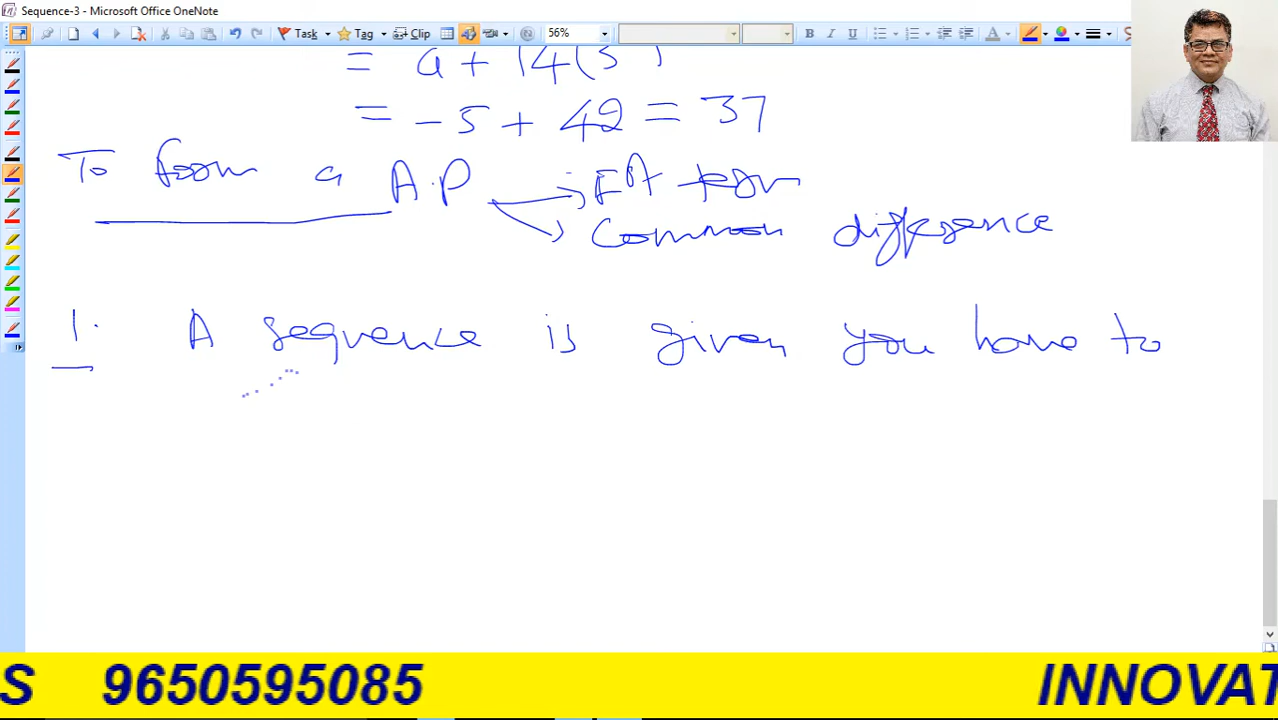 Sequence-3 - Microsoft Office OneNote
Task Tag Clip 56% B I U A
= a + 14(3)
= -5 + 42 = 37
To form a A.P → Ist term
→ Common difference
1. A sequence is given you have to
S 9650595085 INNOVAT